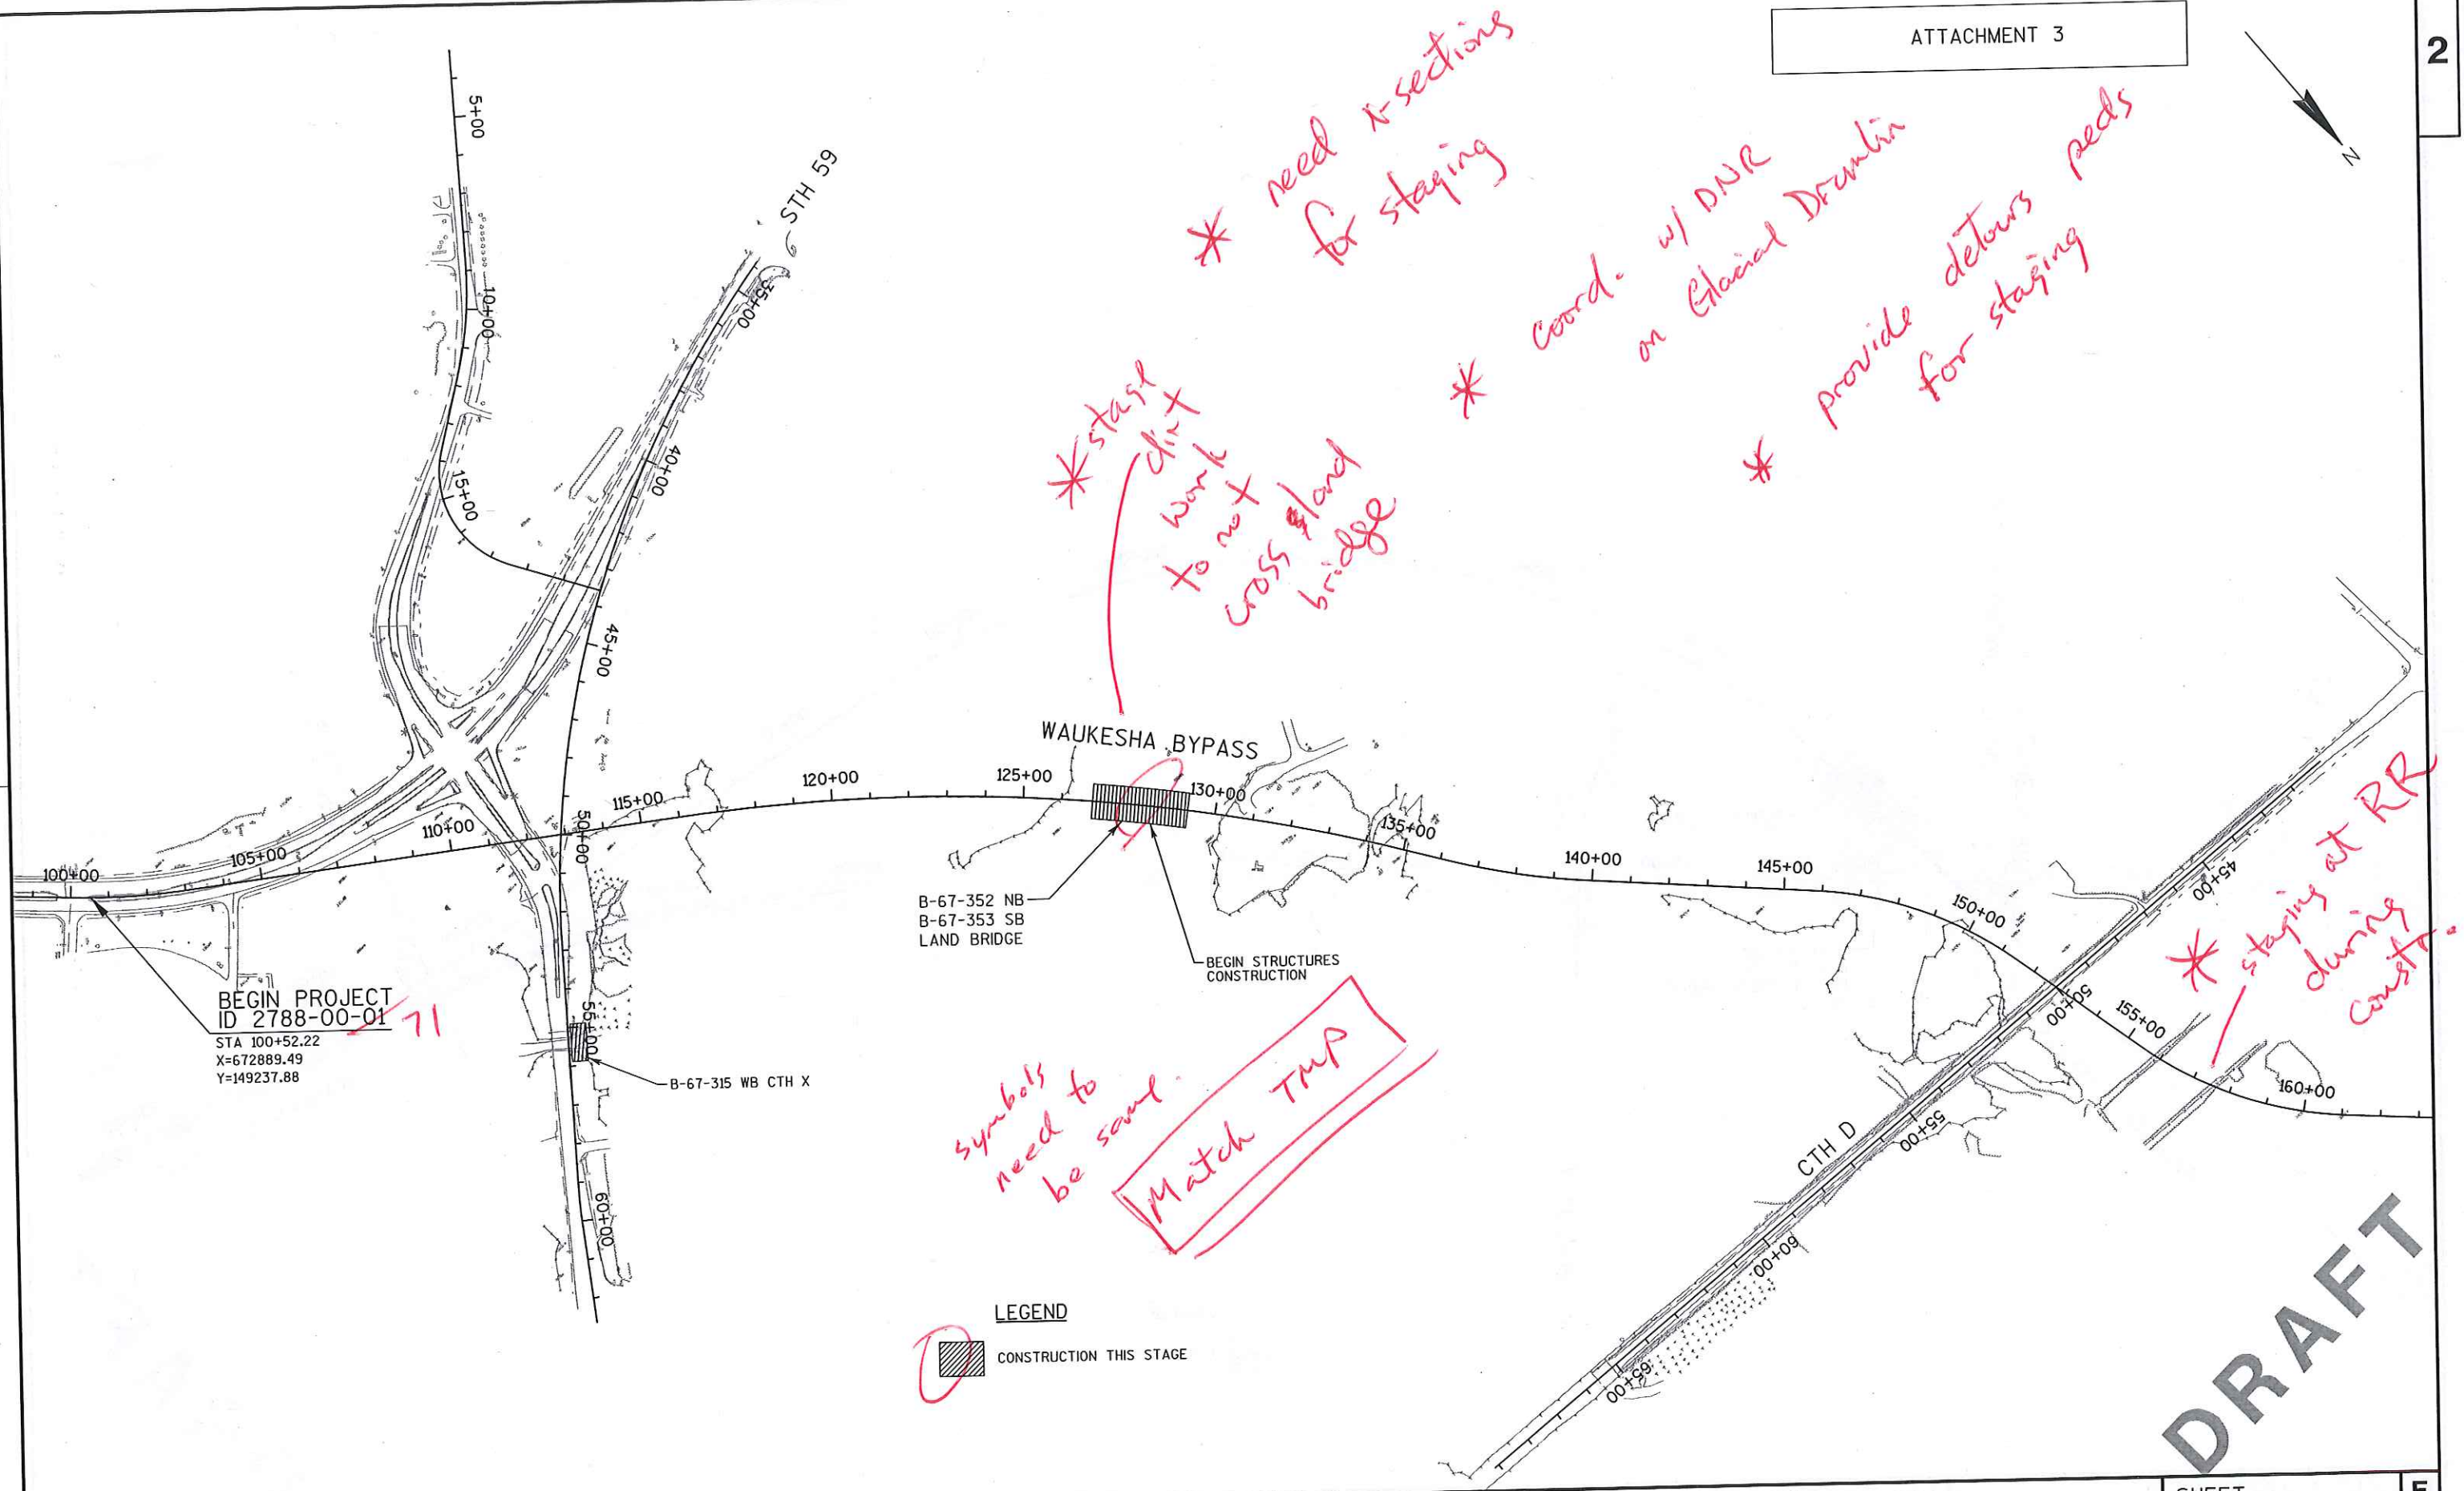 ATTACHMENT 3
2
N
5+00
10+00
15+00
STH 59
35+00
40+00
45+00
50+00
55+00
60+00
* need x-sections
for staging
* coord. w/ DNR
on Glacial Drumlin
* provide detours peds
for staging
* stage
dirt
work
to not
cross land
bridge
WAUKESHA BYPASS
100+00
105+00
110+00
115+00
120+00
125+00
130+00
135+00
140+00
145+00
150+00
155+00
160+00
B-67-352 NB
B-67-353 SB
LAND BRIDGE
BEGIN STRUCTURES
CONSTRUCTION
BEGIN PROJECT
ID 2788-00-01
71
STA 100+52.22
X=672889.49
Y=149237.88
B-67-315 WB CTH X
symbols
need to
be same
Match TMP
* staging at RR
during
constr.
45+00
50+00
55+00
60+00
65+00
CTH D
LEGEND
CONSTRUCTION THIS STAGE
DRAFT
SHEET
E